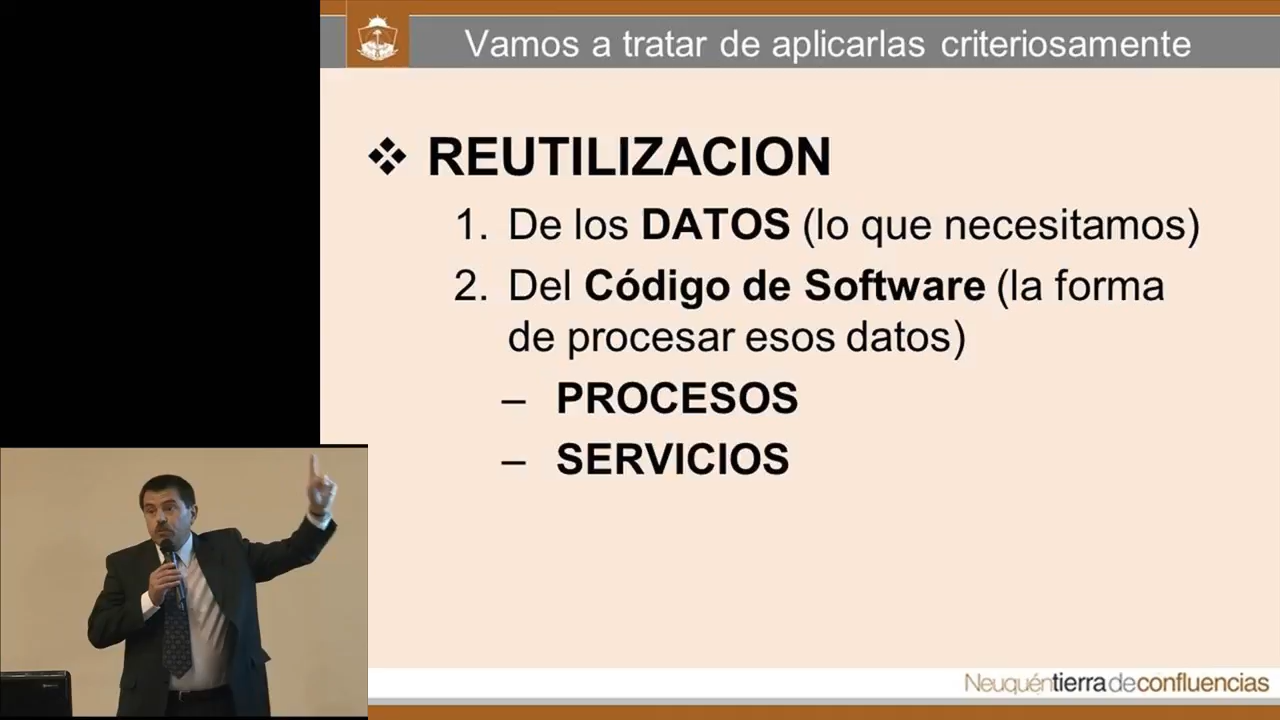 Vamos a tratar de aplicarlas criteriosamente
❖ REUTILIZACION
1. De los DATOS (lo que necesitamos)
2. Del Código de Software (la forma
de procesar esos datos)
– PROCESOS
– SERVICIOS
Neuquéntierradeconfluencias